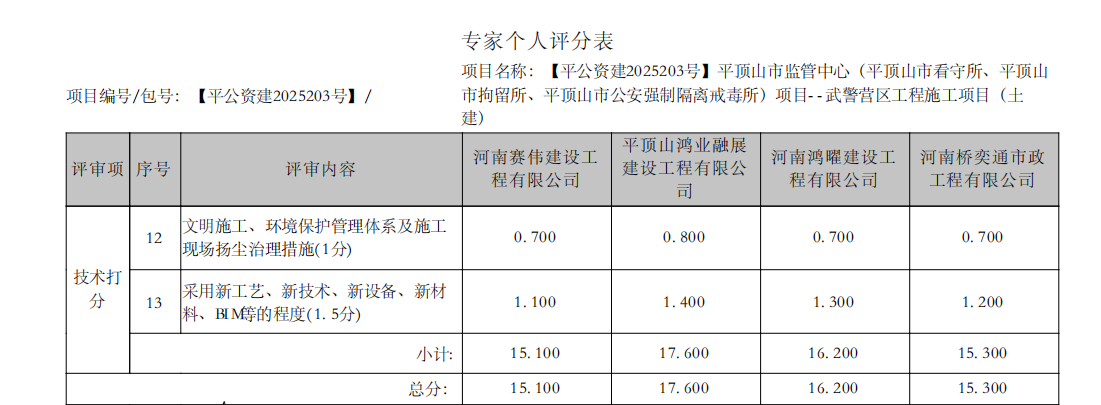 专家个人评分表
项目编号/包号: 【平公资建2025203号】/
项目名称: 【平公资建2025203号】平顶山市监管中心（平顶山市看守所、平顶山
市拘留所、平顶山市公安强制隔离戒毒所）项目--武警营区工程施工项目（土
建）
评审项 序号 评审内容
河南赛伟建设工
程有限公司
平顶山鸿业融展
建设工程有限公
司
河南鸿曜建设工
程有限公司
河南桥奕通市政
工程有限公司
技术打
分
12
文明施工、环境保护管理体系及施工
现场扬尘治理措施(1分)
0.700 0.800 0.700 0.700
13
采用新工艺、新技术、新设备、新材
料、BIM等的程度(1.5分)
1.100 1.400 1.300 1.200
小计: 15.100 17.600 16.200 15.300
总分: 15.100 17.600 16.200 15.300